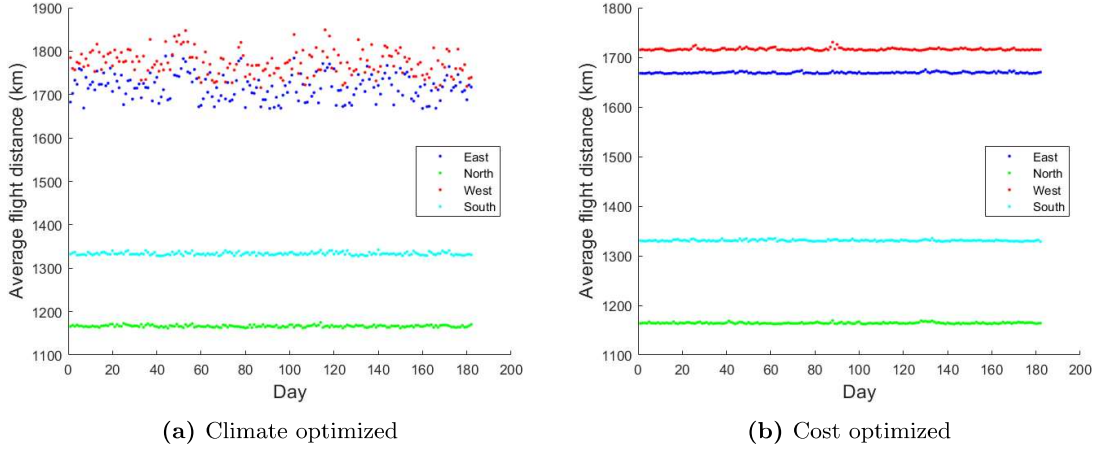 1900
1800
1700
1600
1500
1400
1300
1200
1100
Average flight distance (km)
East
North
West
South
0 20 40 60 80 100 120 140 160 180 200
Day
(a) Climate optimized
1800
1700
1600
1500
1400
1300
1200
1100
Average flight distance (km)
East
North
West
South
0 20 40 60 80 100 120 140 160 180 200
Day
(b) Cost optimized